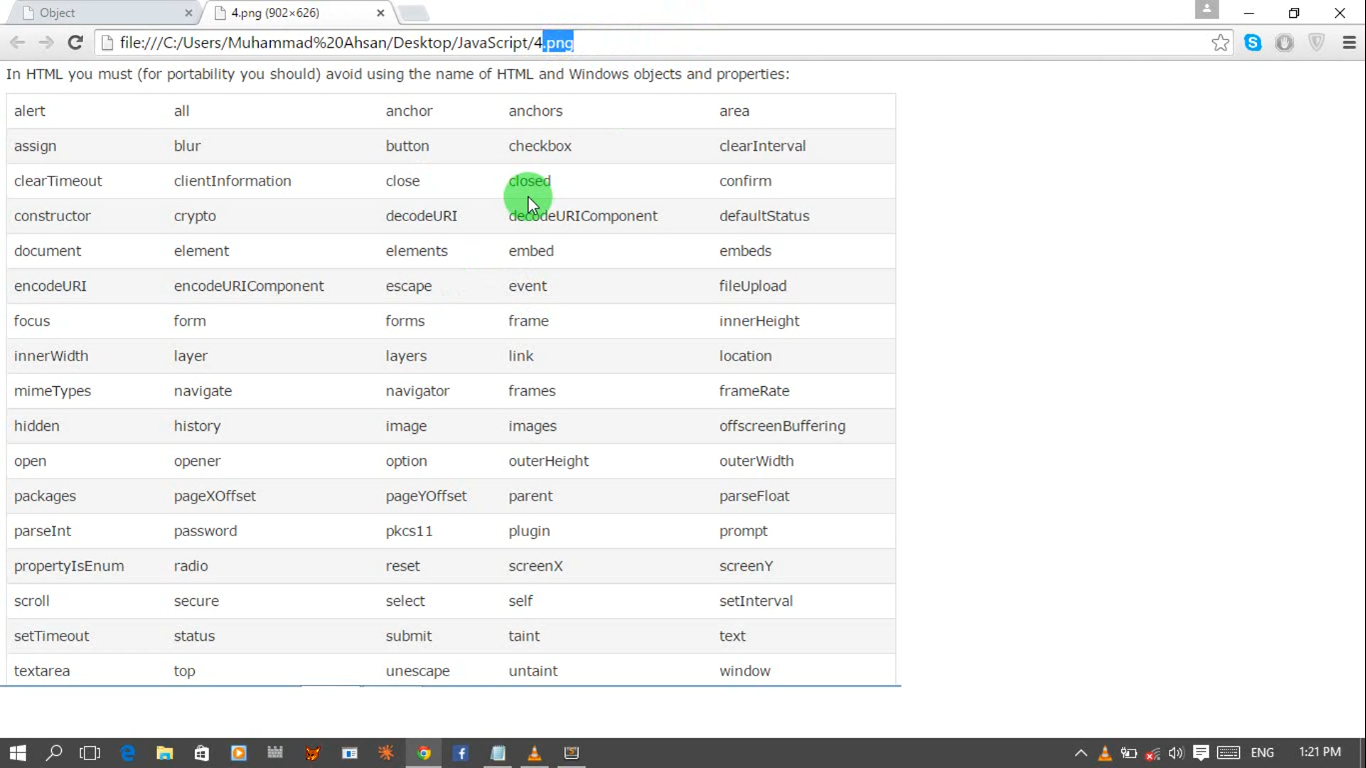 Object
4.png (902×626)
file:///C:/Users/Muhammad%20Ahsan/Desktop/JavaScript/4.png
In HTML you must (for portability you should) avoid using the name of HTML and Windows objects and properties:
alert all anchor anchors area
assign blur button checkbox clearInterval
clearTimeout clientInformation close closed confirm
constructor crypto decodeURI decodeURIComponent defaultStatus
document element elements embed embeds
encodeURI encodeURIComponent escape event fileUpload
focus form forms frame innerHeight
innerWidth layer layers link location
mimeTypes navigate navigator frames frameRate
hidden history image images offscreenBuffering
open opener option outerHeight outerWidth
packages pageXOffset pageYOffset parent parseFloat
parseInt password pkcs11 plugin prompt
propertyIsEnum radio reset screenX screenY
scroll secure select self setInterval
setTimeout status submit taint text
textarea top unescape untaint window
ENG 1:21 PM